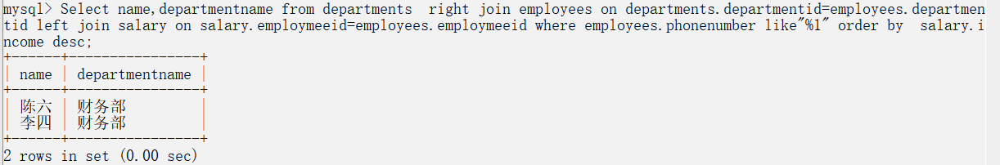 mysql> Select name,departmentname from departments  right join employees on departments.departmentid=employees.departmen
tid left join salary on salary.employmeeid=employees.employmeeid where employees.phonenumber like"%1" order by  salary.i
ncome desc;
+------+----------------+
| name | departmentname |
+------+----------------+
| 陈六 | 财务部         |
| 李四 | 财务部         |
+------+----------------+
2 rows in set (0.00 sec)